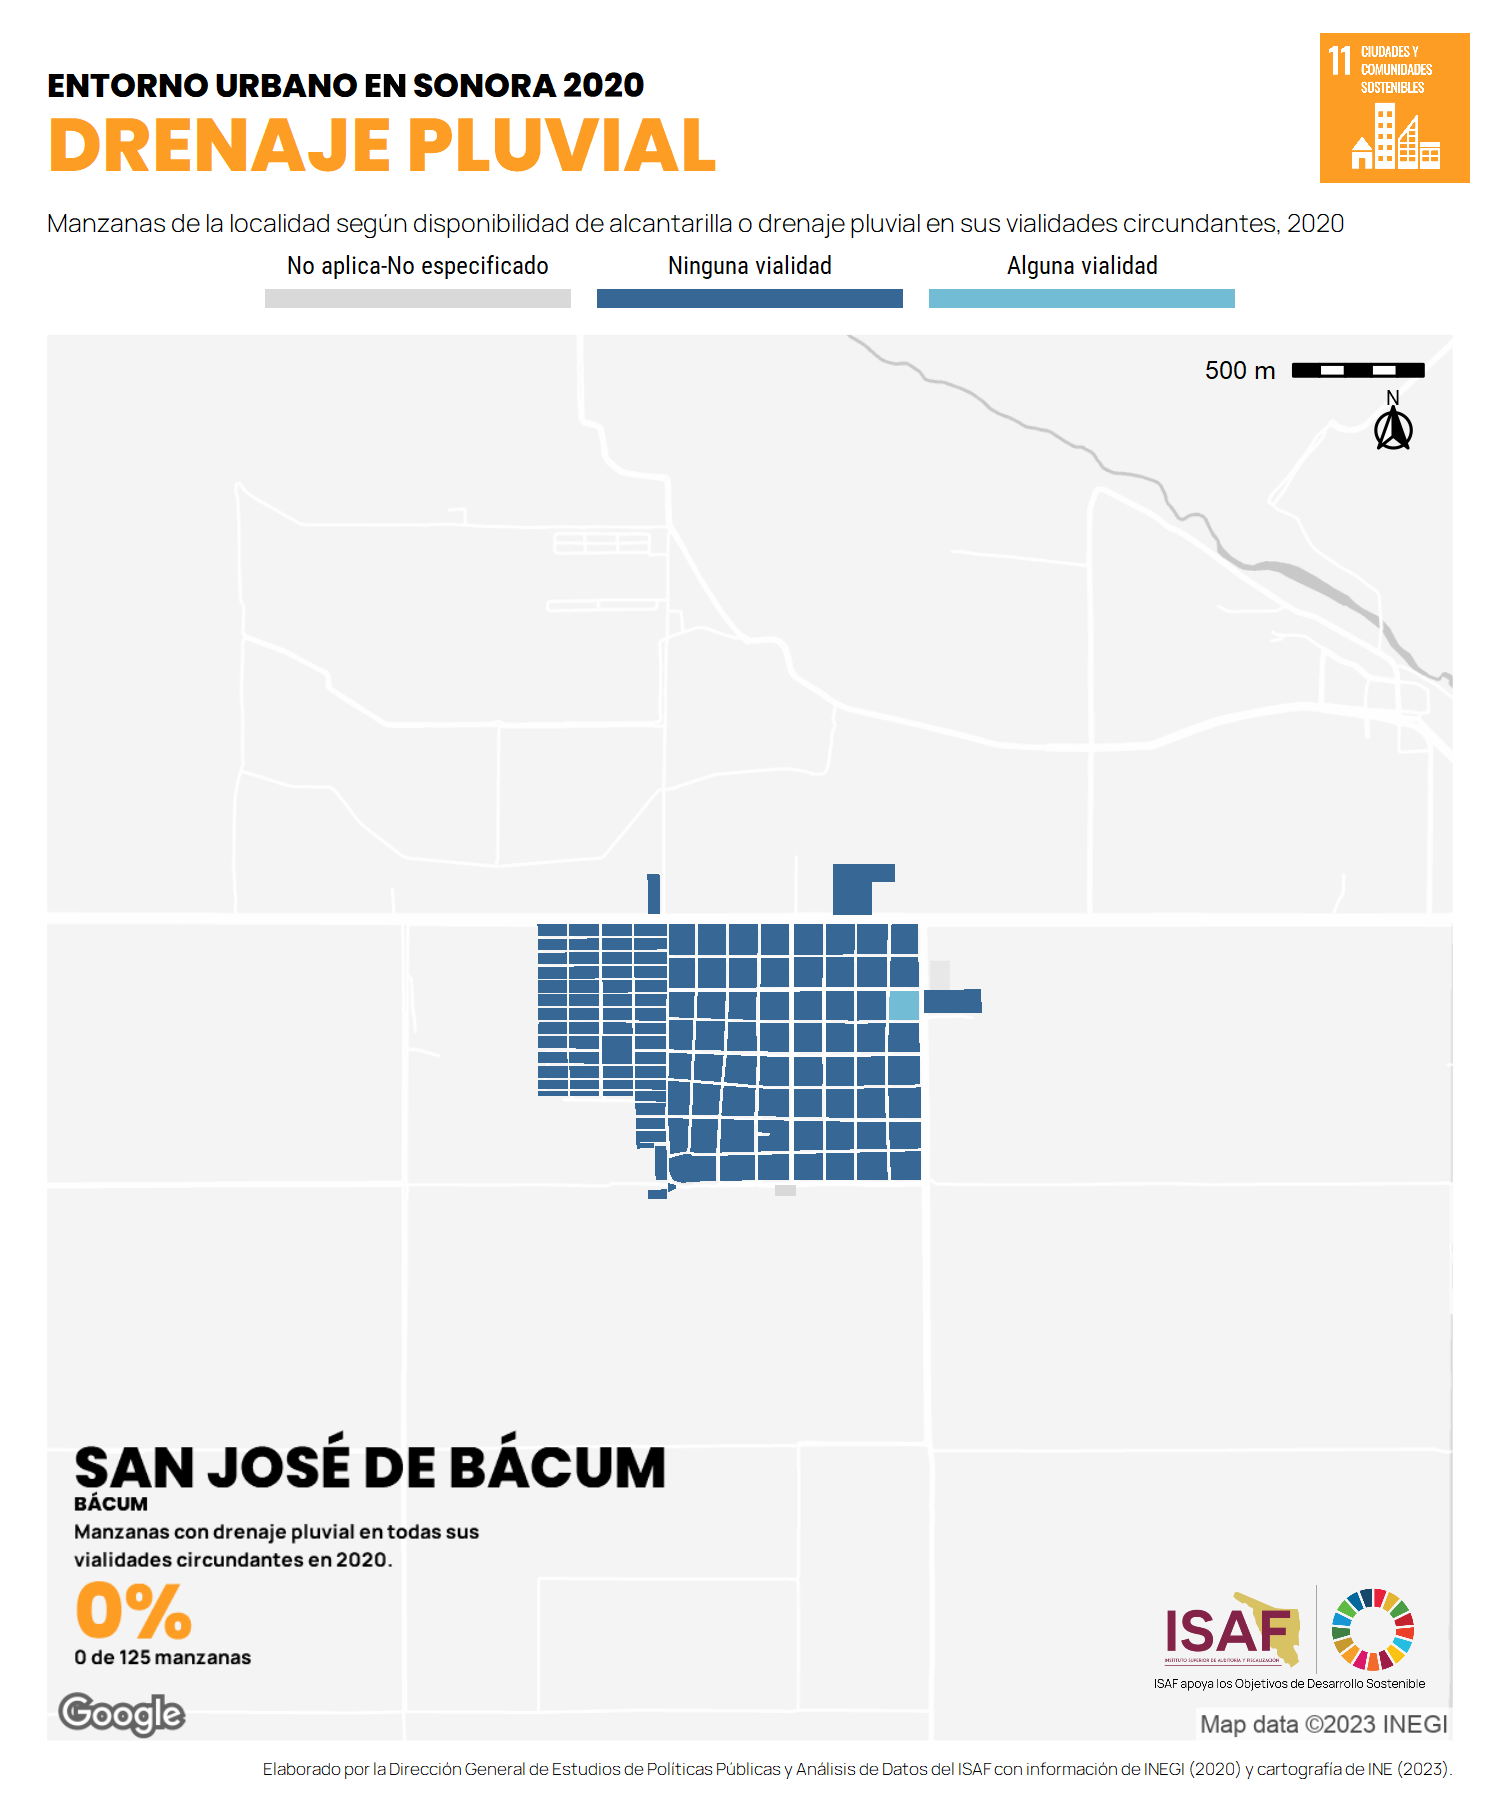 ENTORNO URBANO EN SONORA 2020
DRENAJE PLUVIAL
11 CIUDADES Y
COMUNIDADES
SOSTENIBLES
Manzanas de la localidad según disponibilidad de alcantarilla o drenaje pluvial en sus vialidades circundantes, 2020
No aplica-No especificado
Ninguna vialidad
Alguna vialidad
500 m
N
SAN JOSÉ DE BÁCUM
BÁCUM
Manzanas con drenaje pluvial en todas sus
vialidades circundantes en 2020.
0%
0 de 125 manzanas
ISAF
INSTITUTO SUPERIOR DE AUDITORÍA Y FISCALIZACIÓN
ISAF apoya los Objetivos de Desarrollo Sostenible
Google
Map data ©2023 INEGI
Elaborado por la Dirección General de Estudios de Políticas Públicas y Análisis de Datos del ISAF con información de INEGI (2020) y cartografía de INE (2023).